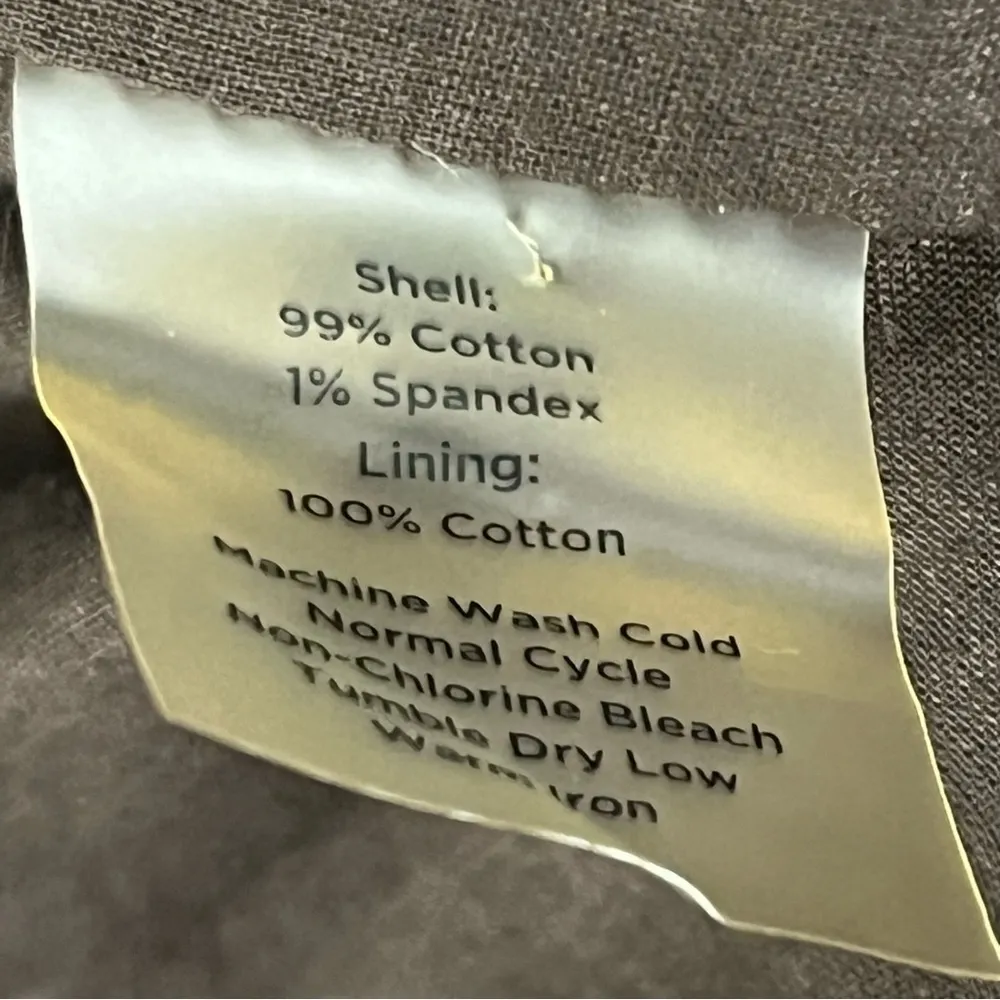 Shell:
99% Cotton
1% Spandex
Lining:
100% Cotton
Machine Wash Cold
Normal Cycle
Non-Chlorine Bleach
Tumble Dry Low
Warm Iron